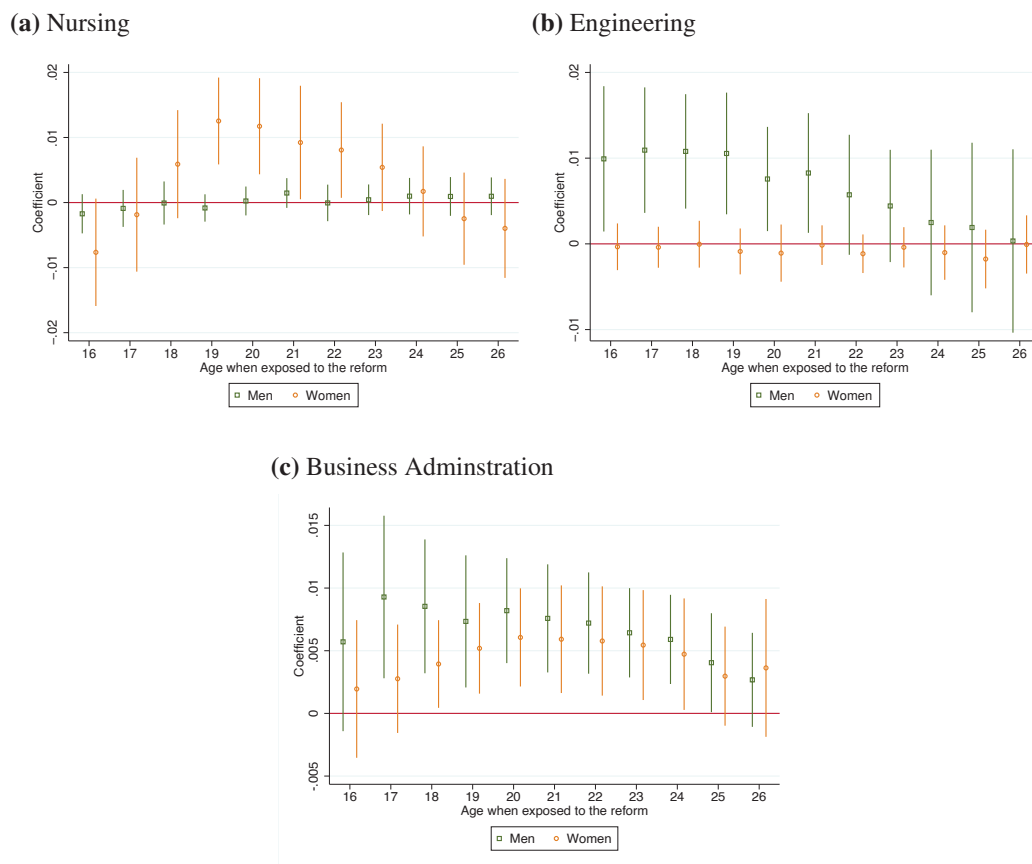 (a) Nursing
.02
.01
0
-.01
-.02
Coefficient
16 17 18 19 20 21 22 23 24 25 26
Age when exposed to the reform
Men Women
(b) Engineering
.02
.01
0
-.01
Coefficient
16 17 18 19 20 21 22 23 24 25 26
Age when exposed to the reform
Men Women
(c) Business Adminstration
.015
.01
.005
0
-.005
Coefficient
16 17 18 19 20 21 22 23 24 25 26
Age when exposed to the reform
Men Women